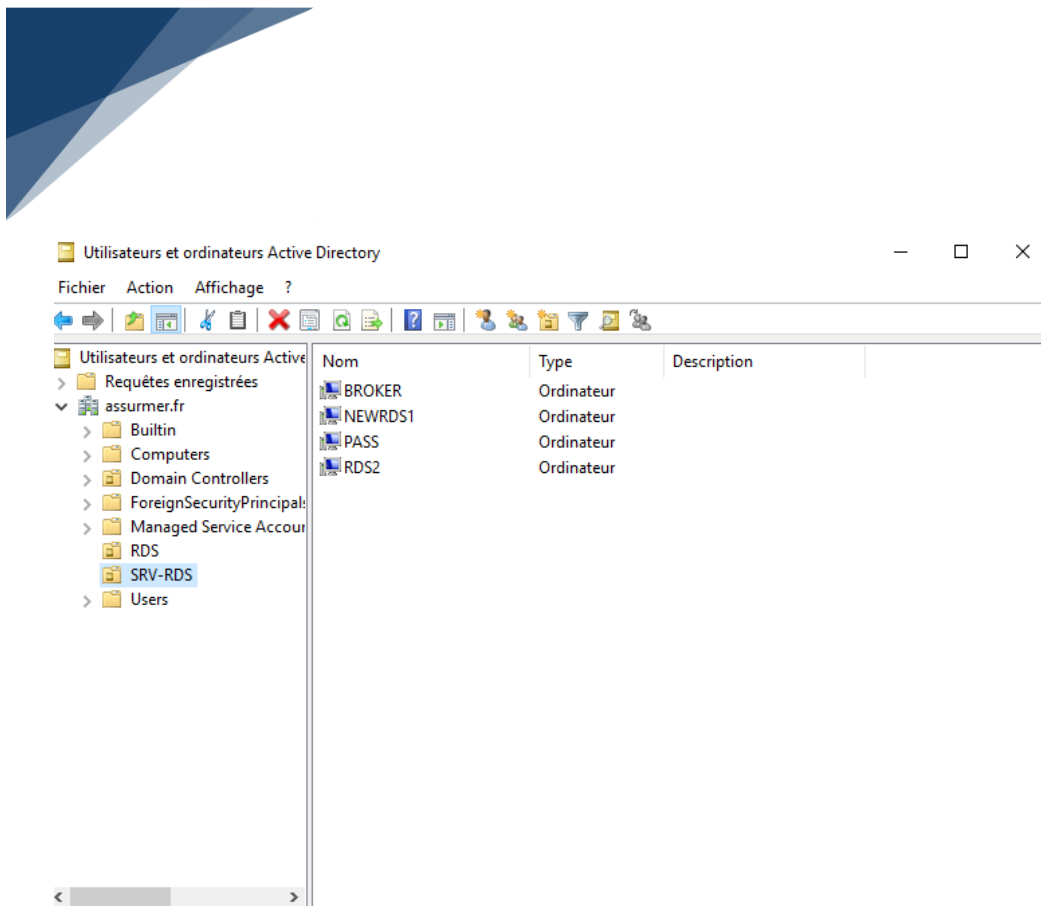 Utilisateurs et ordinateurs Active Directory
Fichier Action Affichage ?
Utilisateurs et ordinateurs Active
Requêtes enregistrées
assurmer.fr
Builtin
Computers
Domain Controllers
ForeignSecurityPrincipals
Managed Service Accour
RDS
SRV-RDS
Users
Nom Type Description
BROKER Ordinateur
NEWRDS1 Ordinateur
PASS Ordinateur
RDS2 Ordinateur